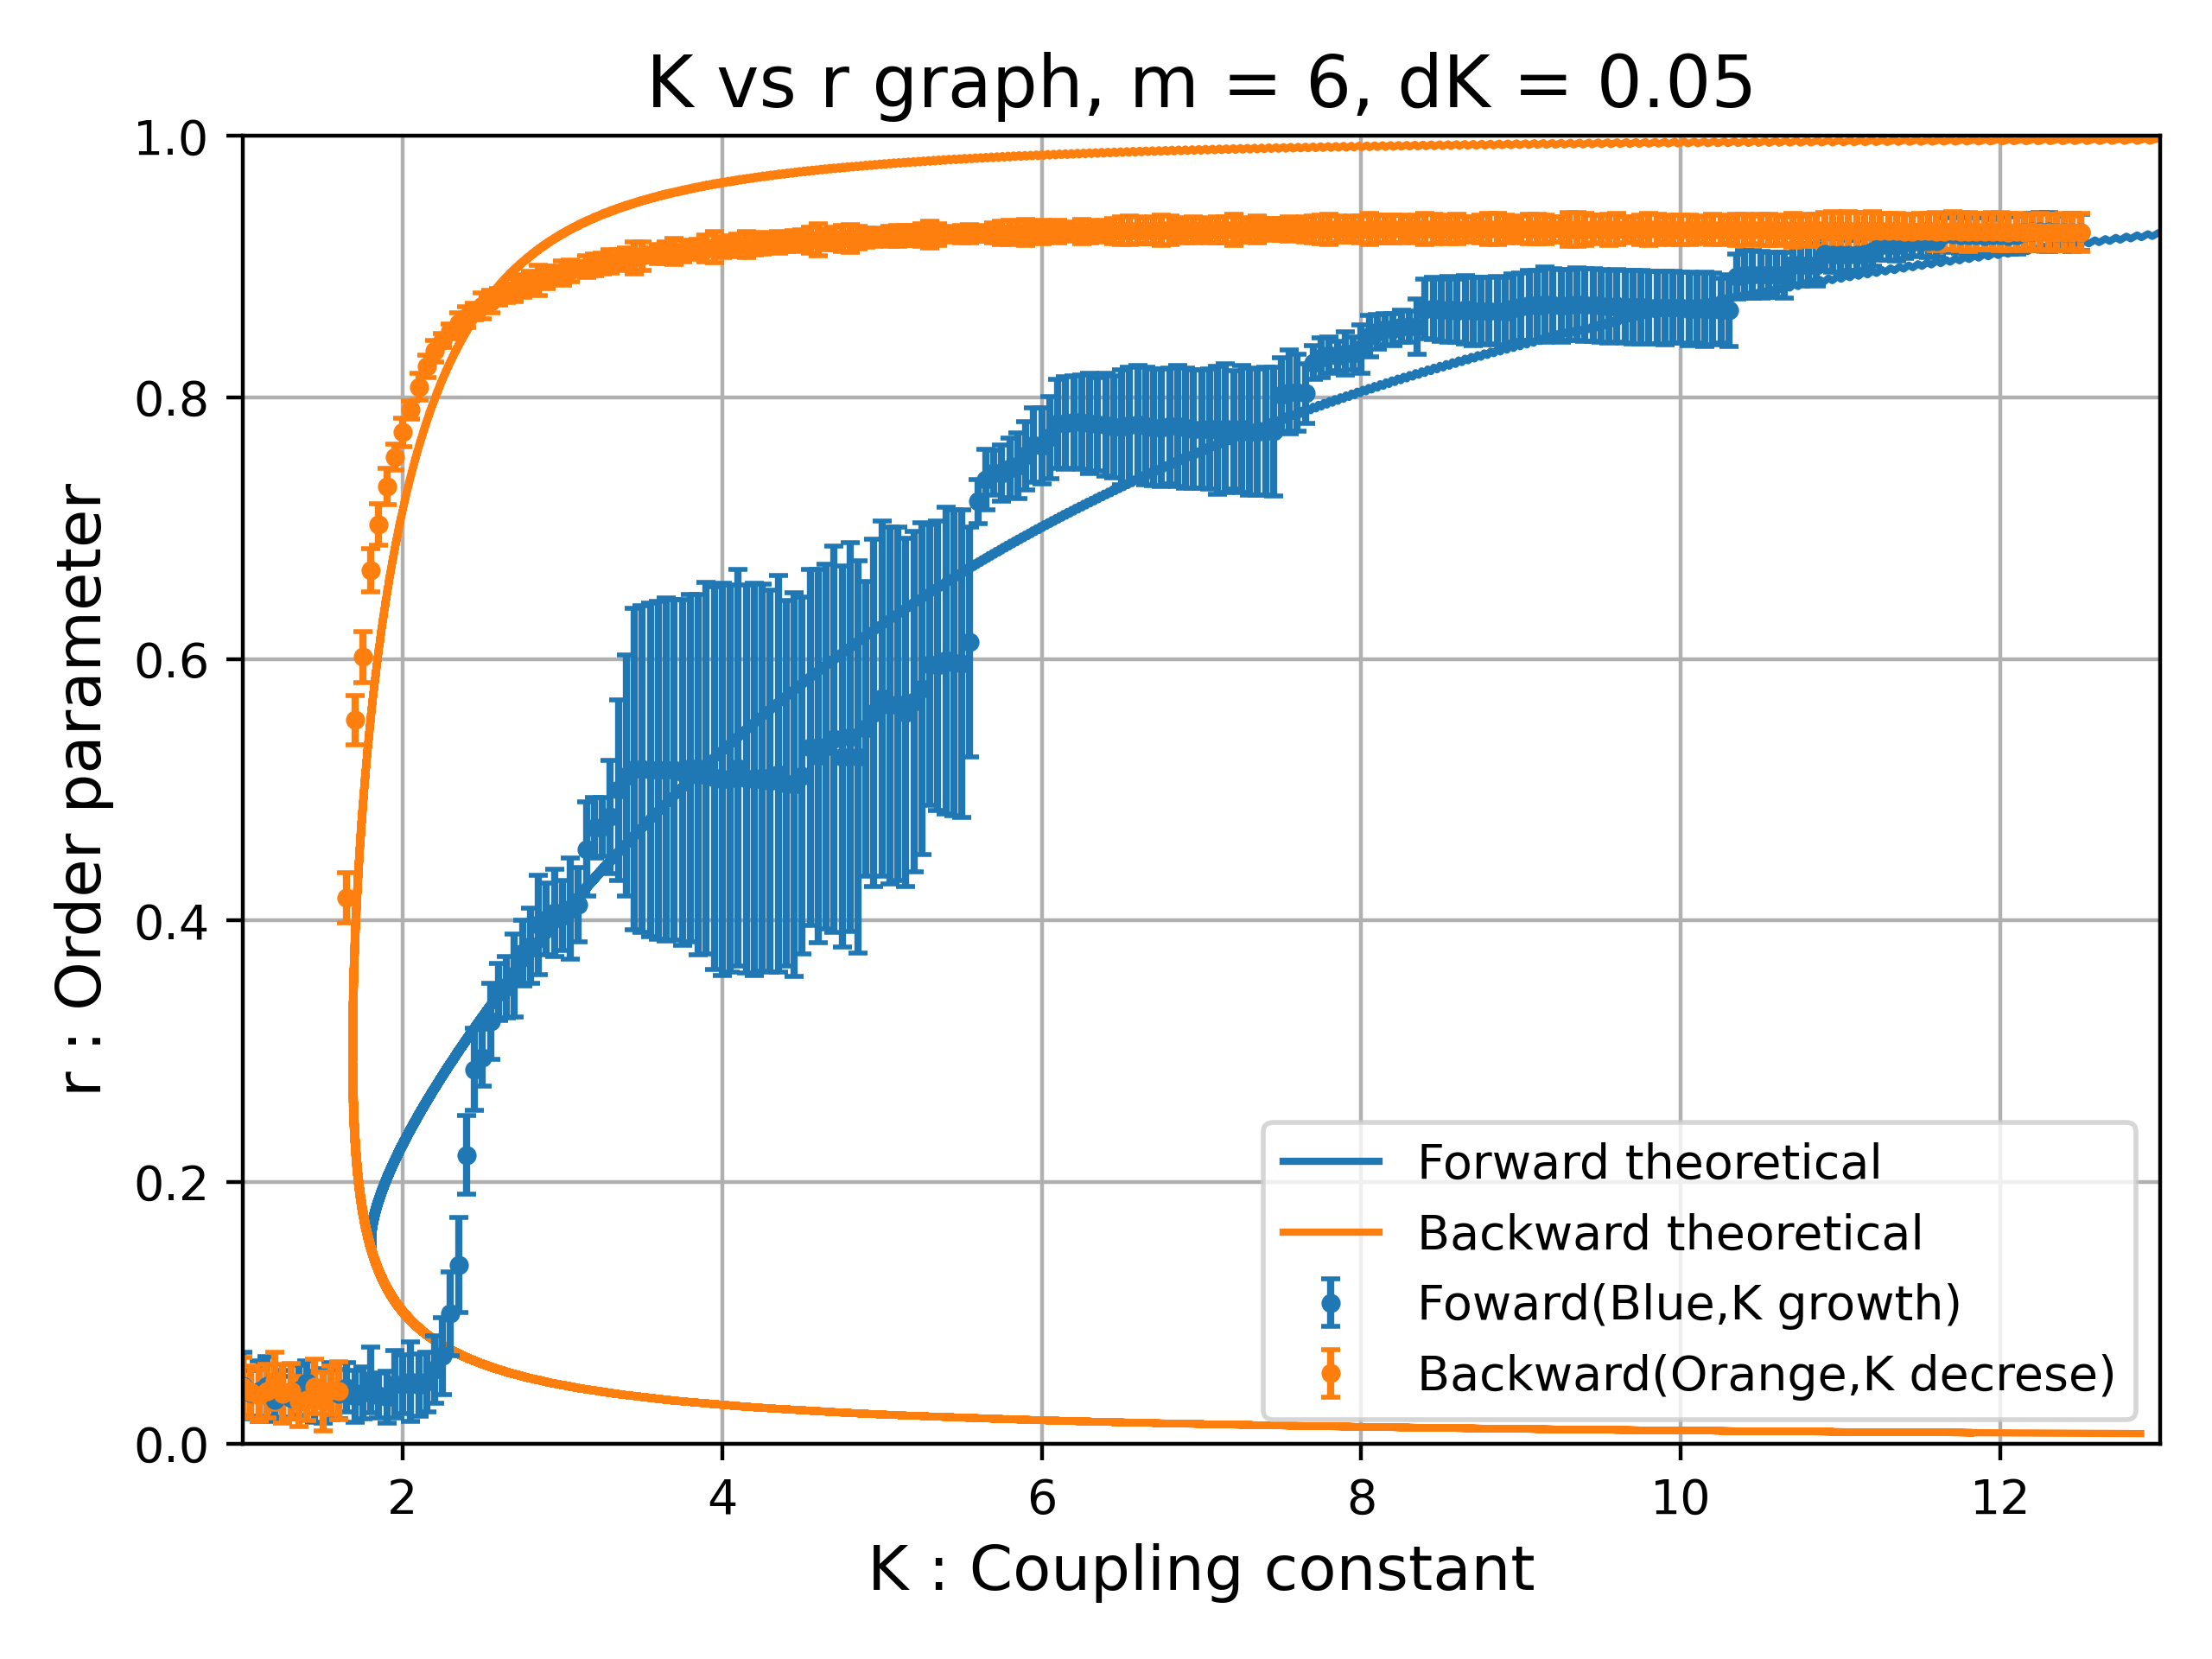 K vs r graph, m = 6, dK = 0.05
1.0
0.8
0.6
0.4
0.2
0.0
r : Order parameter
2 4 6 8 10 12
K : Coupling constant
Forward theoretical
Backward theoretical
Foward(Blue,K growth)
Backward(Orange,K decrese)